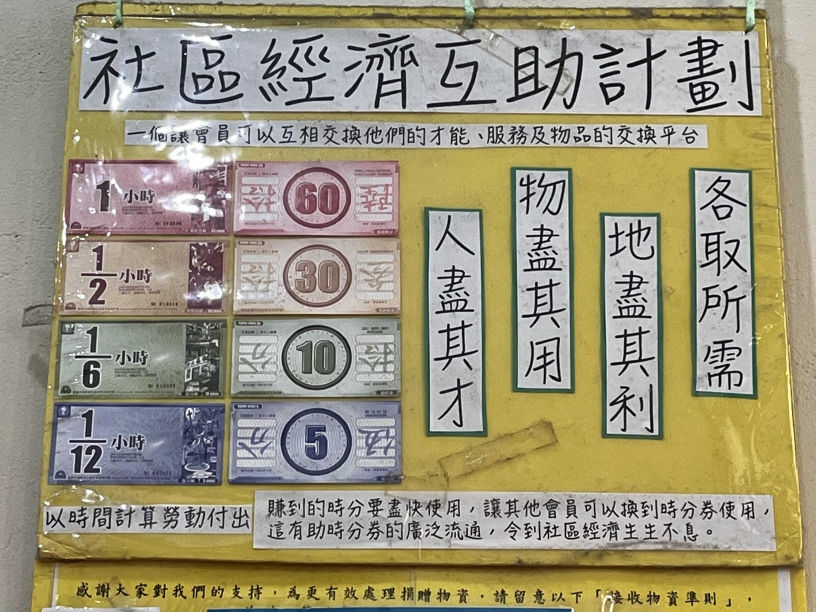 社區經濟互助計劃
一個讓會員可以互相交換他們的才能、服務及物品的交換平台
1小時
60
1/2小時
30
1/6小時
10
1/12小時
5
人盡其才
物盡其用
地盡其利
各取所需
以時間計算勞動付出
賺到的時分要盡快使用，讓其他會員可以換到時分券使用，
這有助時分券的廣泛流通，令到社區經濟生生不息。
感謝大家對我們的支持，為更有效處理捐贈物資，請留意以下「接收物資準則」，